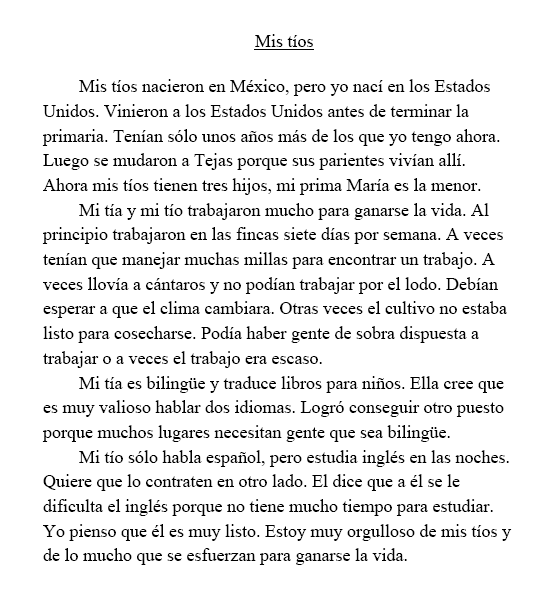 Mis tíos
Mis tíos nacieron en México, pero yo nací en los Estados
Unidos. Vinieron a los Estados Unidos antes de terminar la
primaria. Tenían sólo unos años más de los que yo tengo ahora.
Luego se mudaron a Tejas porque sus parientes vivían allí.
Ahora mis tíos tienen tres hijos, mi prima María es la menor.
Mi tía y mi tío trabajaron mucho para ganarse la vida. Al
principio trabajaron en las fincas siete días por semana. A veces
tenían que manejar muchas millas para encontrar un trabajo. A
veces llovía a cántaros y no podían trabajar por el lodo. Debían
esperar a que el clima cambiara. Otras veces el cultivo no estaba
listo para cosecharse. Podía haber gente de sobra dispuesta a
trabajar o a veces el trabajo era escaso.
Mi tía es bilingüe y traduce libros para niños. Ella cree que
es muy valioso hablar dos idiomas. Logró conseguir otro puesto
porque muchos lugares necesitan gente que sea bilingüe.
Mi tío sólo habla español, pero estudia inglés en las noches.
Quiere que lo contraten en otro lado. El dice que a él se le
dificulta el inglés porque no tiene mucho tiempo para estudiar.
Yo pienso que él es muy listo. Estoy muy orgulloso de mis tíos y
de lo mucho que se esfuerzan para ganarse la vida.